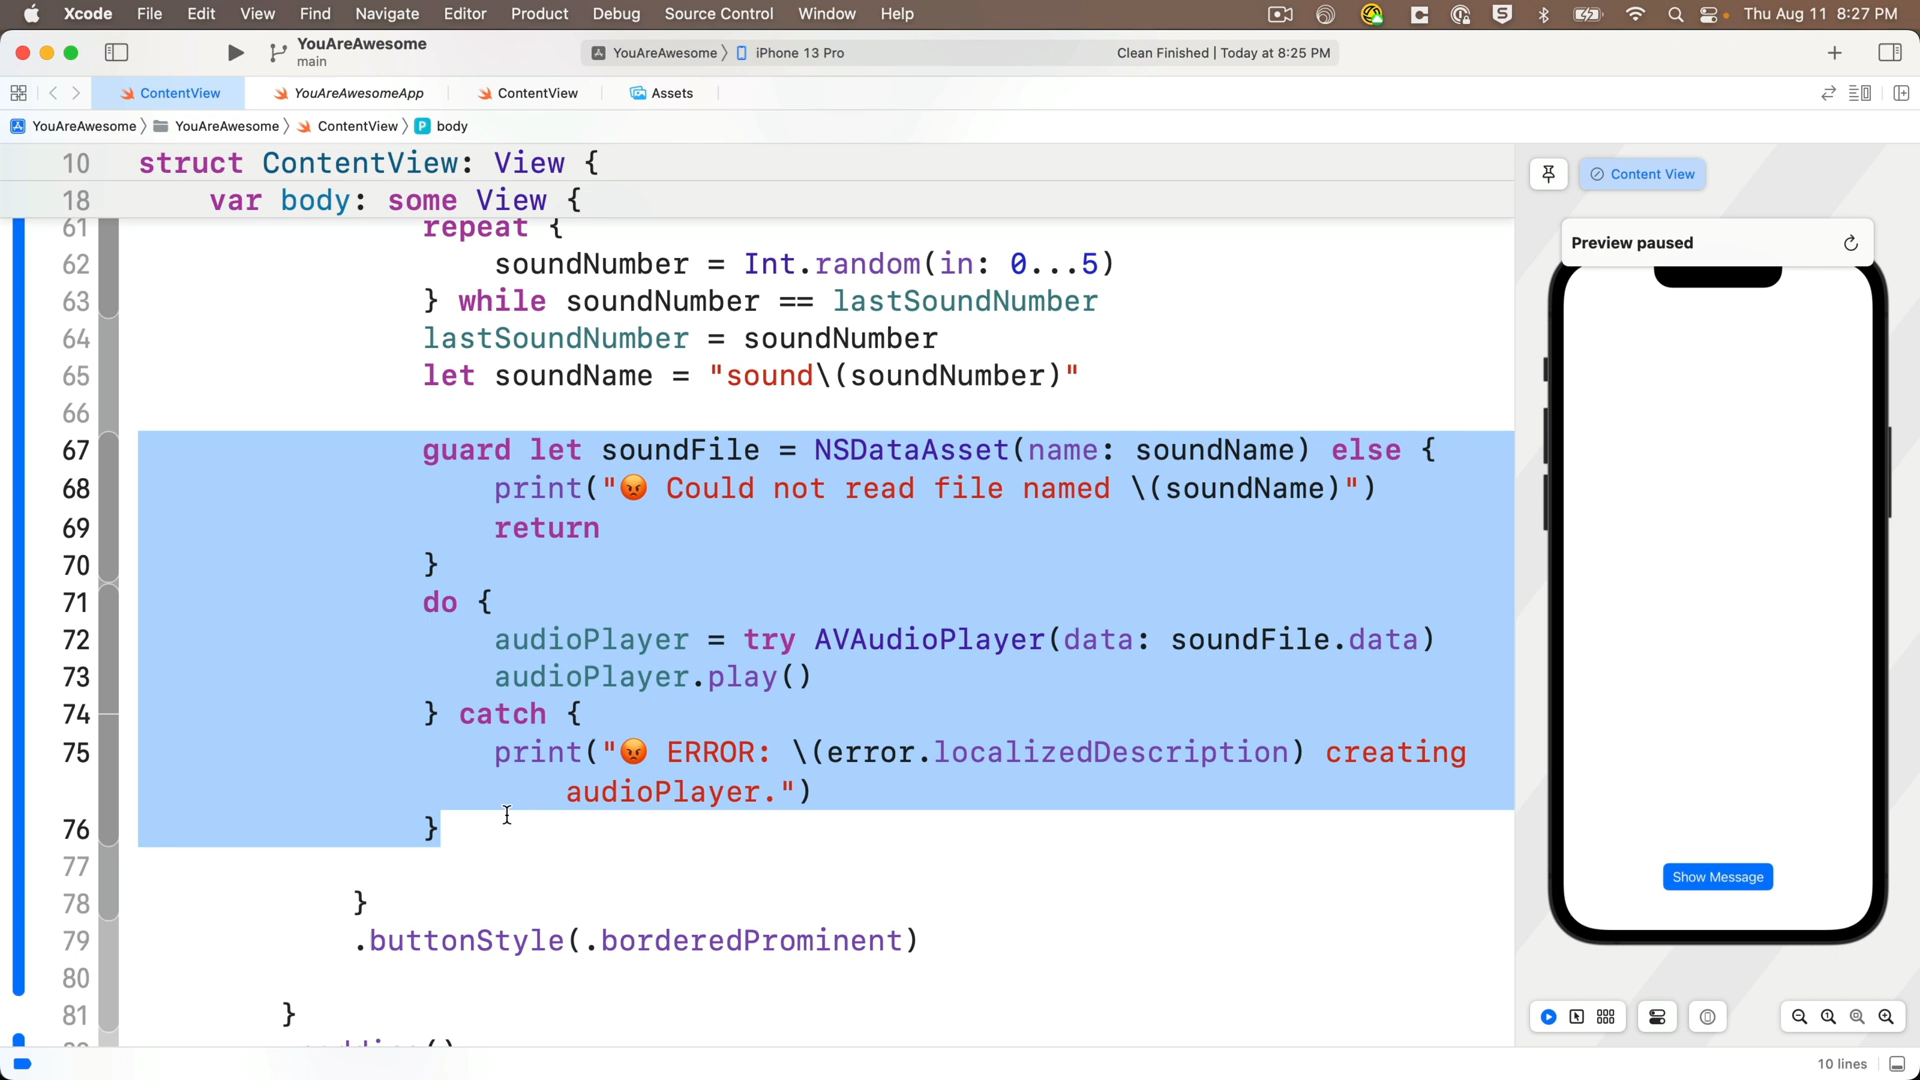 Xcode File Edit View Find Navigate Editor Product Debug Source Control Window Help Thu Aug 11 8:27 PM
YouAreAwesome
main
YouAreAwesome iPhone 13 Pro Clean Finished | Today at 8:25 PM
ContentView YouAreAwesomeApp ContentView Assets
YouAreAwesome YouAreAwesome ContentView P body
10 struct ContentView: View {
18 var body: some View {
61 repeat {
62 soundNumber = Int.random(in: 0...5)
63 } while soundNumber == lastSoundNumber
64 lastSoundNumber = soundNumber
65 let soundName = "sound\(soundNumber)"
66
67 guard let soundFile = NSDataAsset(name: soundName) else {
68 print("😡 Could not read file named \(soundName)")
69 return
70 }
71 do {
72 audioPlayer = try AVAudioPlayer(data: soundFile.data)
73 audioPlayer.play()
74 } catch {
75 print("😡 ERROR: \(error.localizedDescription) creating
audioPlayer.")
76 }
77
78 }
79 .buttonStyle(.borderedProminent)
80
81 }
Content View
Preview paused
Show Message
10 lines